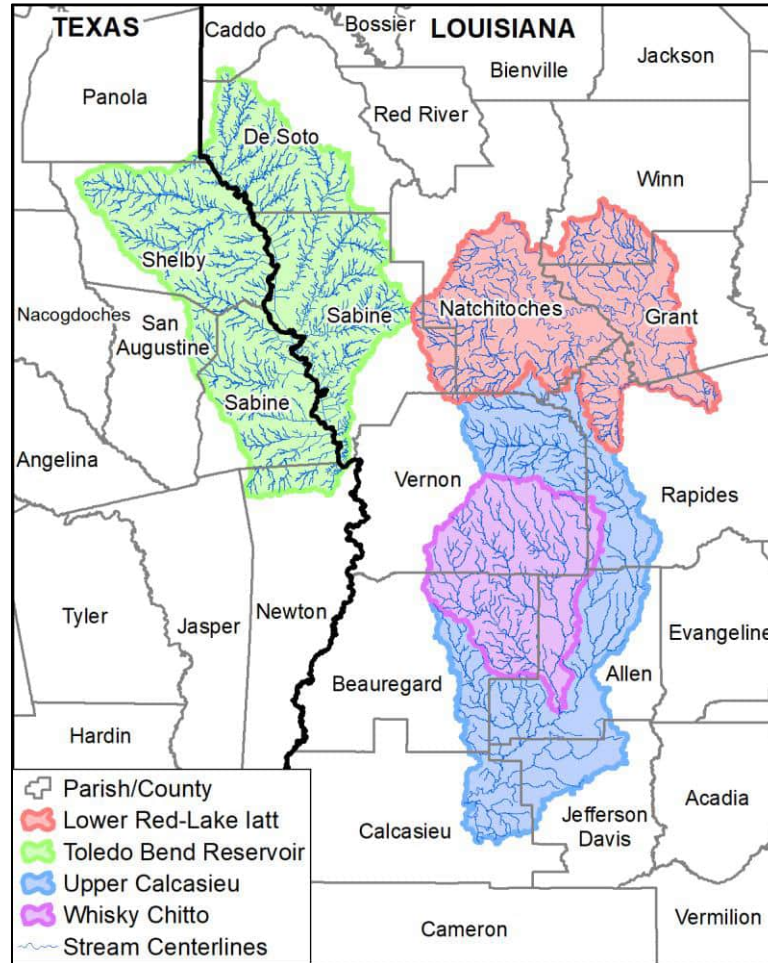 TEXAS
Caddo
Bossier
LOUISIANA
Jackson
Bienville
Panola
Red River
De Soto
Winn
Shelby
Natchitoches
Grant
Nacogdoches
San
Augustine
Sabine
Sabine
Angelina
Vernon
Rapides
Tyler
Jasper
Newton
Evangeline
Beauregard
Allen
Hardin
Parish/County
Lower Red-Lake Iatt
Toledo Bend Reservoir
Upper Calcasieu
Whisky Chitto
Stream Centerlines
Calcasieu
Jefferson
Davis
Acadia
Cameron
Vermilion